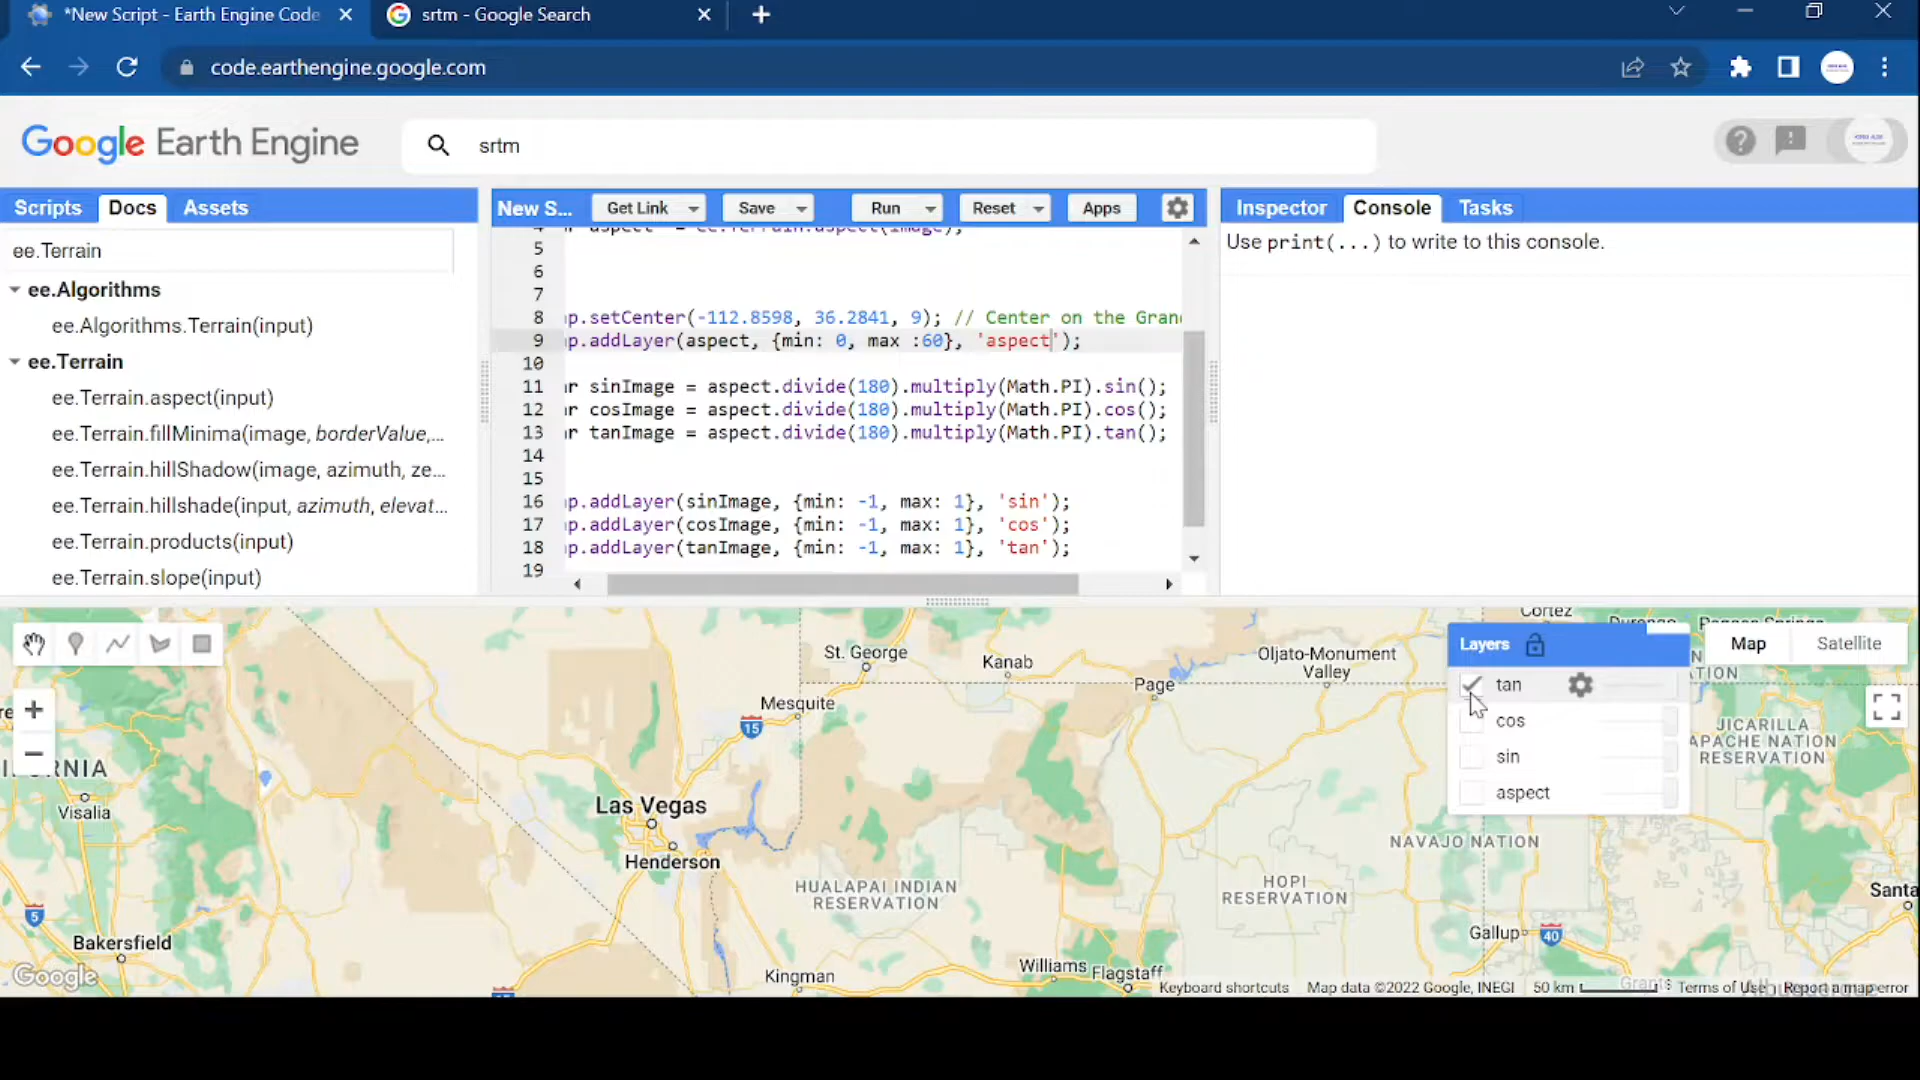 *New Script - Earth Engine Code
srtm - Google Search
code.earthengine.google.com
Google Earth Engine
srtm
Scripts Docs Assets
New S... Get Link Save Run Reset Apps
Inspector Console Tasks
ee.Terrain
ee.Algorithms
ee.Algorithms.Terrain(input)
ee.Terrain
ee.Terrain.aspect(input)
ee.Terrain.fillMinima(image, borderValue,...
ee.Terrain.hillShadow(image, azimuth, ze...
ee.Terrain.hillshade(input, azimuth, elevat...
ee.Terrain.products(input)
ee.Terrain.slope(input)
4 r aspect = ee.Terrain.aspect(image);
5
6
7
8 p.setCenter(-112.8598, 36.2841, 9); // Center on the Gran
9 p.addLayer(aspect, {min: 0, max :60}, 'aspect');
10
11 r sinImage = aspect.divide(180).multiply(Math.PI).sin();
12 r cosImage = aspect.divide(180).multiply(Math.PI).cos();
13 r tanImage = aspect.divide(180).multiply(Math.PI).tan();
14
15
16 p.addLayer(sinImage, {min: -1, max: 1}, 'sin');
17 p.addLayer(cosImage, {min: -1, max: 1}, 'cos');
18 p.addLayer(tanImage, {min: -1, max: 1}, 'tan');
19
Use print(...) to write to this console.
Cortez
Layers
tan
cos
sin
aspect
Map Satellite
St. George
Kanab
Oljato-Monument
Valley
Page
Mesquite
15
JICARILLA
APACHE NATION
RESERVATION
Visalia
Las Vegas
Henderson
NAVAJO NATION
HUALAPAI INDIAN
RESERVATION
HOPI
RESERVATION
Santa
5
Gallup
40
Bakersfield
Kingman
Williams
Flagstaff
Google
Keyboard shortcuts Map data ©2022 Google, INEGI 50 km Terms of Use Report a map error